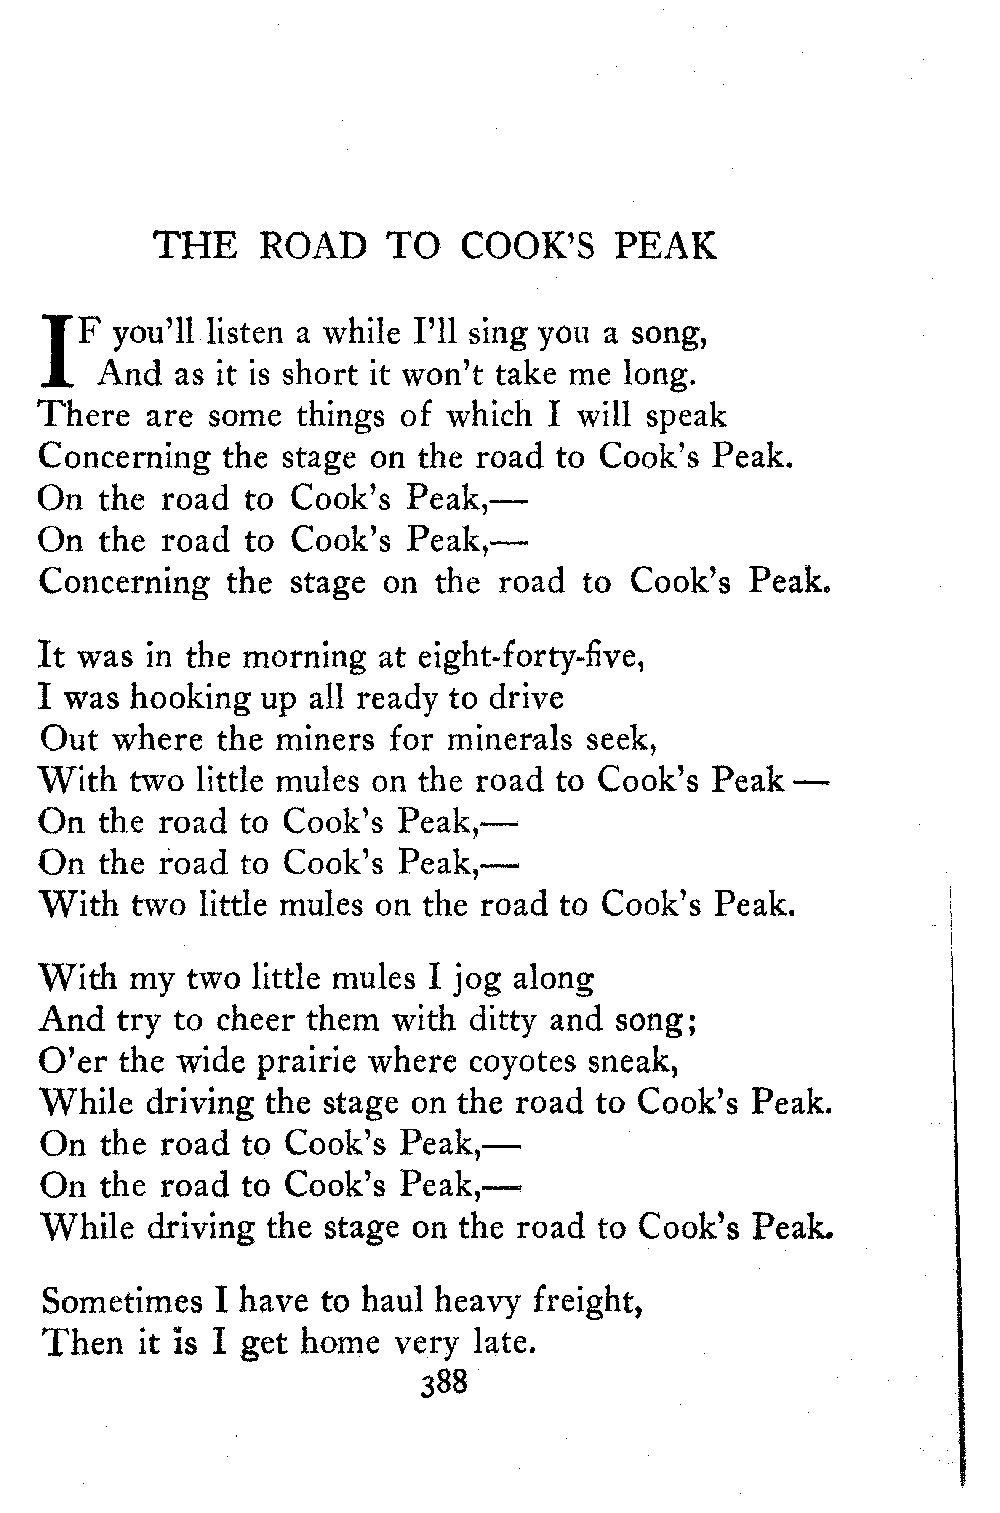 THE ROAD TO COOK'S PEAK
IF you'll listen a while I'll sing you a song,
And as it is short it won't take me long.
There are some things of which I will speak
Concerning the stage on the road to Cook's Peak.
On the road to Cook's Peak,—
On the road to Cook's Peak,—
Concerning the stage on the road to Cook's Peak.
It was in the morning at eight-forty-five,
I was hooking up all ready to drive
Out where the miners for minerals seek,
With two little mules on the road to Cook's Peak —
On the road to Cook's Peak,—
On the road to Cook's Peak,—
With two little mules on the road to Cook's Peak.
With my two little mules I jog along
And try to cheer them with ditty and song;
O'er the wide prairie where coyotes sneak,
While driving the stage on the road to Cook's Peak.
On the road to Cook's Peak,—
On the road to Cook's Peak,—
While driving the stage on the road to Cook's Peak.
Sometimes I have to haul heavy freight,
Then it is I get home very late.
388